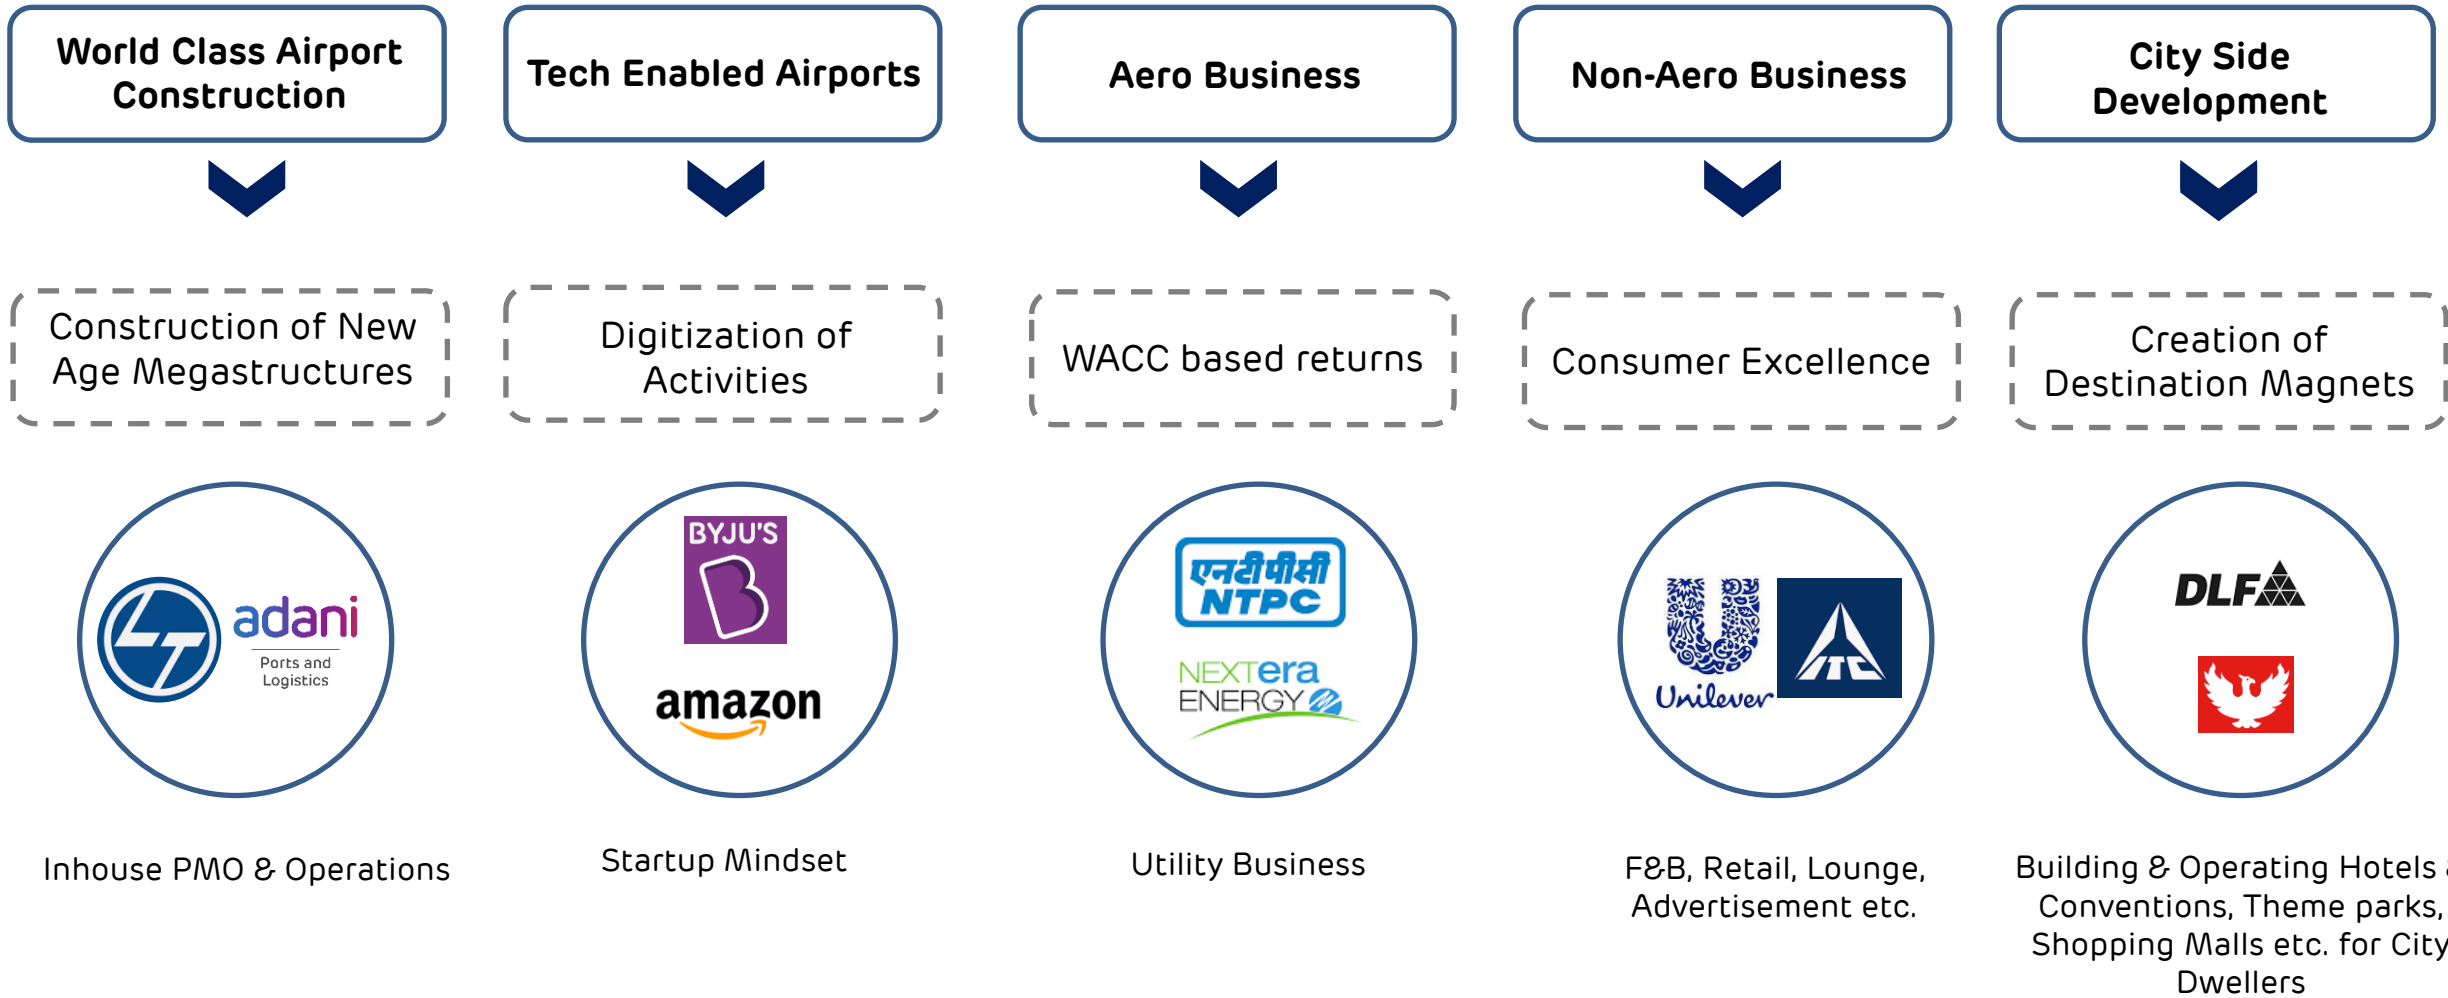 World Class Airport
Construction
Tech Enabled Airports
Aero Business
Non-Aero Business
City Side
Development
Construction of New
Age Megastructures
Digitization of
Activities
WACC based returns
Consumer Excellence
Creation of
Destination Magnets
LT
adani
Ports and
Logistics
BYJU'S
B
amazon
एनटीपीसी
NTPC
NEXTera
ENERGY
Unilever
ITC
DLF
Inhouse PMO & Operations
Startup Mindset
Utility Business
F&B, Retail, Lounge,
Advertisement etc.
Building & Operating Hotels
Conventions, Theme parks,
Shopping Malls etc. for City
Dwellers